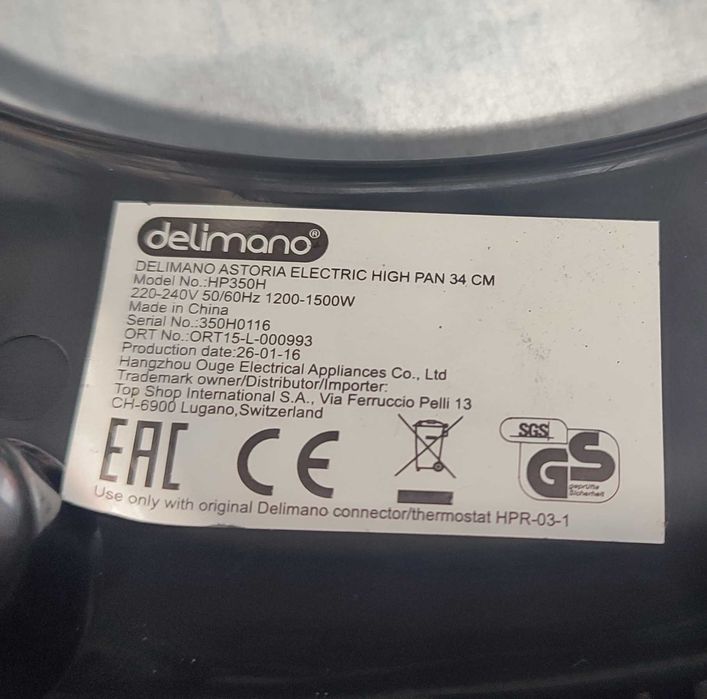 delimano®
DELIMANO ASTORIA ELECTRIC HIGH PAN 34 CM
Model No.:HP350H
220-240V 50/60Hz 1200-1500W
Made in China
Serial No.:350H0116
ORT No.:ORT15-L-000993
Production date:26-01-16
Hangzhou Ouge Electrical Appliances Co., Ltd
Trademark owner/Distributor/Importer:
Top Shop International S.A., Via Ferruccio Pelli 13
CH-6900 Lugano,Switzerland
EAC CE SGS GS
geprüfte
Sicherheit
Use only with original Delimano connector/thermostat HPR-03-1